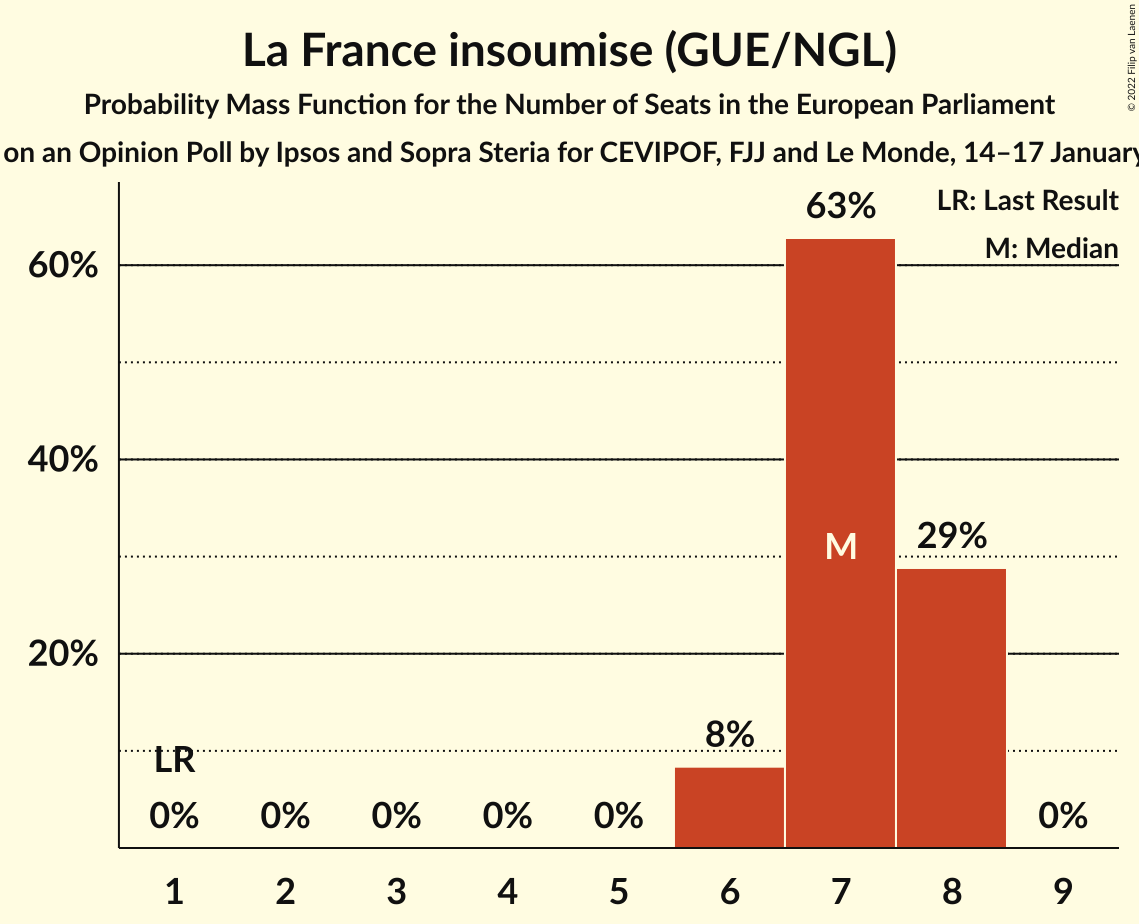 La France insoumise (GUE/NGL)
Probability Mass Function for the Number of Seats in the European Parliament
on an Opinion Poll by Ipsos and Sopra Steria for CEVIPOF, FJJ and Le Monde, 14–17 January
© 2022 Filip van Laenen
LR: Last Result
M: Median
63%
60%
40%
M
29%
20%
8%
LR
0% 0% 0% 0% 0% 0%
1 2 3 4 5 6 7 8 9